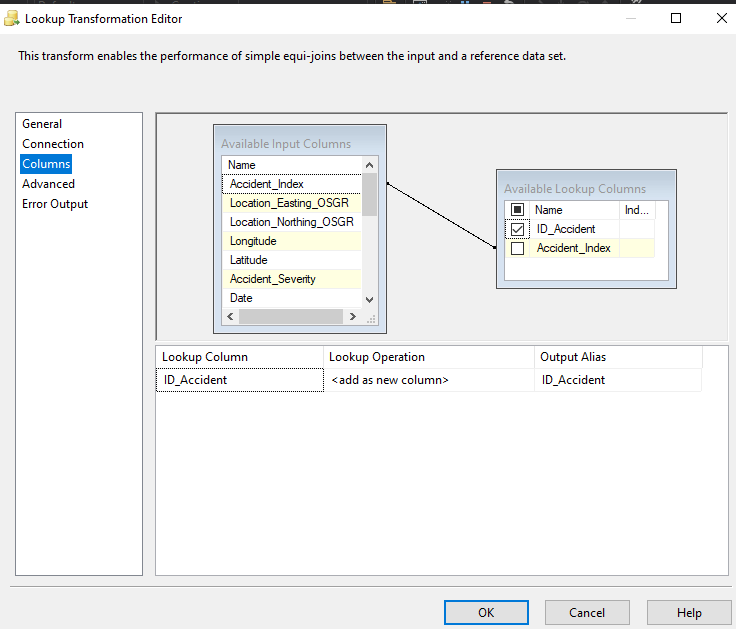 Lookup Transformation Editor
This transform enables the performance of simple equi-joins between the input and a reference data set.
General
Connection
Columns
Advanced
Error Output
Available Input Columns
Name
Accident_Index
Location_Easting_OSGR
Location_Northing_OSGR
Longitude
Latitude
Accident_Severity
Date
Available Lookup Columns
Name Ind...
ID_Accident
Accident_Index
Lookup Column Lookup Operation Output Alias
ID_Accident <add as new column> ID_Accident
OK Cancel Help